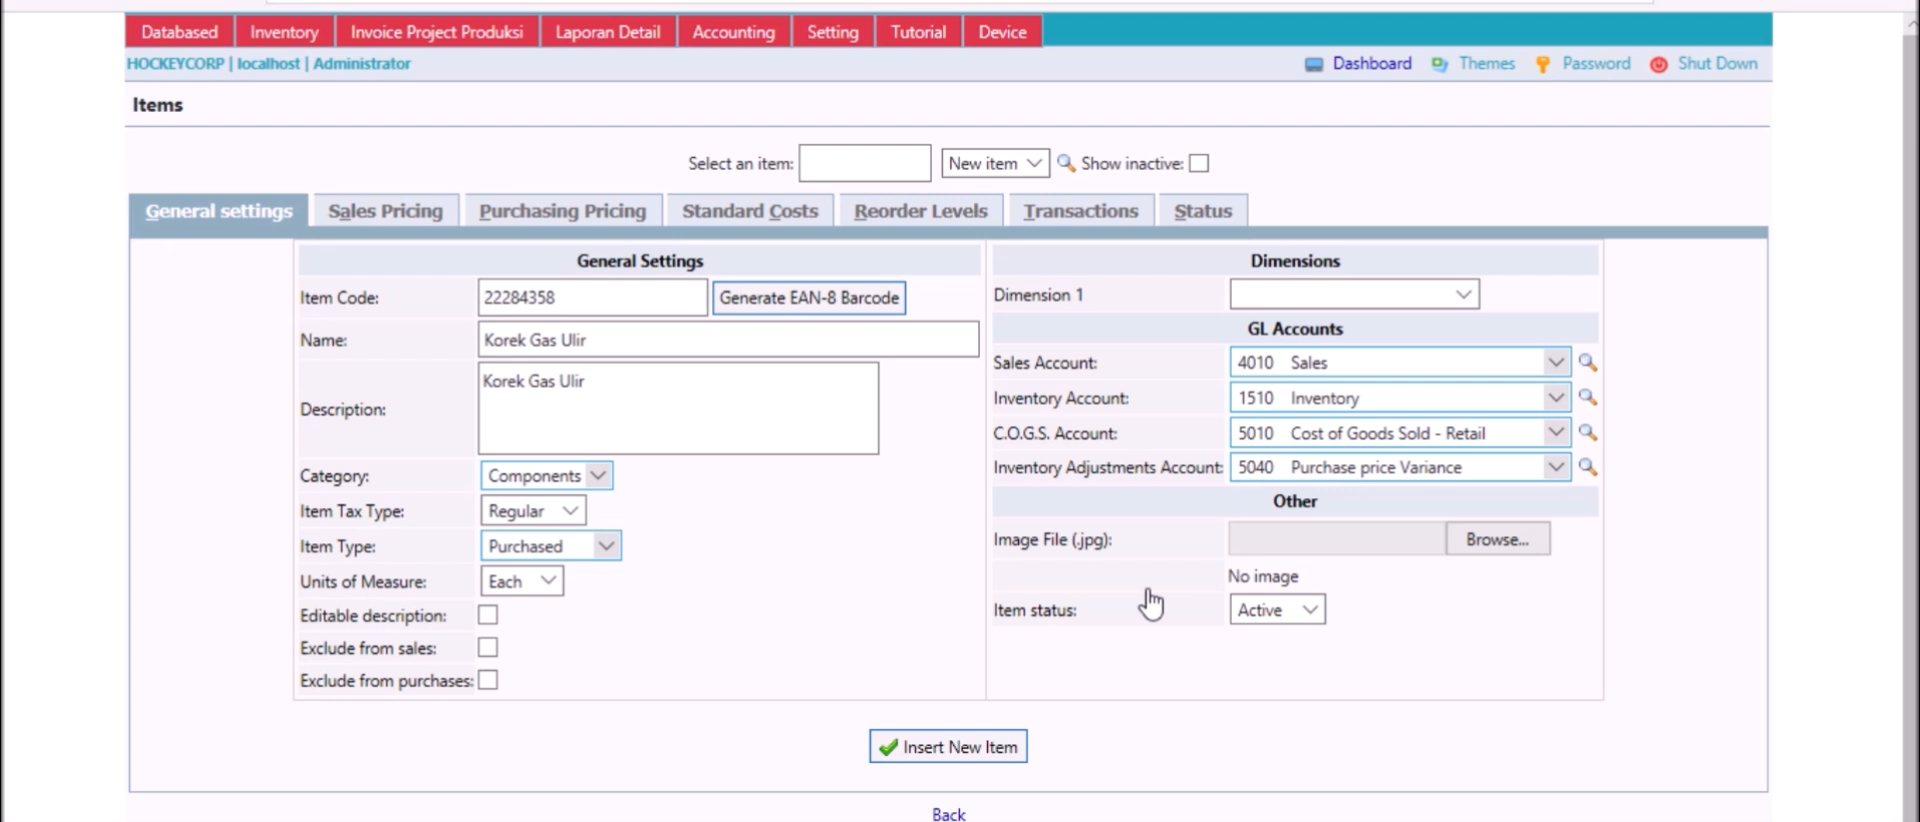 Databased Inventory Invoice Project Produksi Laporan Detail Accounting Setting Tutorial Device
HOCKEYCORP | localhost | Administrator Dashboard Themes Password Shut Down
Items
Select an item: New item Show inactive:
General settings Sales Pricing Purchasing Pricing Standard Costs Reorder Levels Transactions Status
General Settings
Item Code: 22284358 Generate EAN-8 Barcode
Name: Korek Gas Ulir
Description: Korek Gas Ulir
Category: Components
Item Tax Type: Regular
Item Type: Purchased
Units of Measure: Each
Editable description:
Exclude from sales:
Exclude from purchases:
Dimensions
Dimension 1
GL Accounts
Sales Account: 4010 Sales
Inventory Account: 1510 Inventory
C.O.G.S. Account: 5010 Cost of Goods Sold - Retail
Inventory Adjustments Account: 5040 Purchase price Variance
Other
Image File (.jpg): Browse...
No image
Item status: Active
Insert New Item
Back